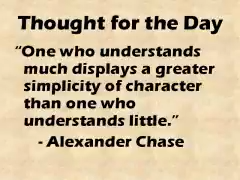 Thought for the Day
“One who understands
much displays a greater
simplicity of character
than one who
understands little.”
- Alexander Chase